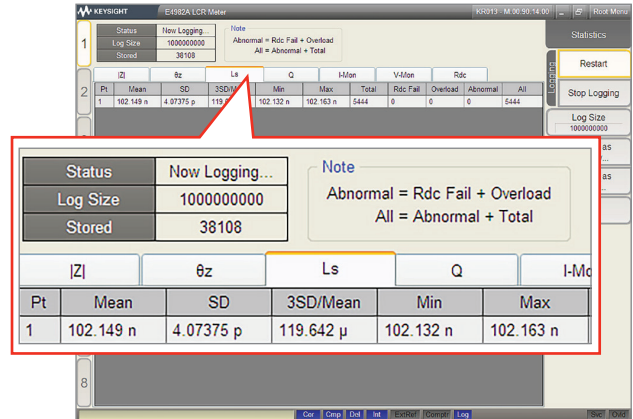 KEYSIGHT E4982A LCR Meter KR013 - M.00.90.14.00 Root Menu
1
Status Now Logging...
Log Size 1000000000
Stored 38108
Note
Abnormal = Rdc Fail + Overload
All = Abnormal + Total
|Z| θz Ls Q I-Mon V-Mon Rdc
2
Pt Mean SD 3SD/M Min Max Total Rdc Fail Overload Abnormal All
1 102.149 n 4.07375 p 102.132 n 102.163 n 5444 0 0 0 5444
Statistics
Logging
Restart
Stop Logging
Log Size
1000000000
as
...
as
...
Status Now Logging...
Log Size 1000000000
Stored 38108
Note
Abnormal = Rdc Fail + Overload
All = Abnormal + Total
|Z| θz Ls Q I-Mo
Pt Mean SD 3SD/Mean Min Max
1 102.149 n 4.07375 p 119.642 µ 102.132 n 102.163 n
8
Cor Cmp Del Int ExtRef Comptr Log Svc Ovld